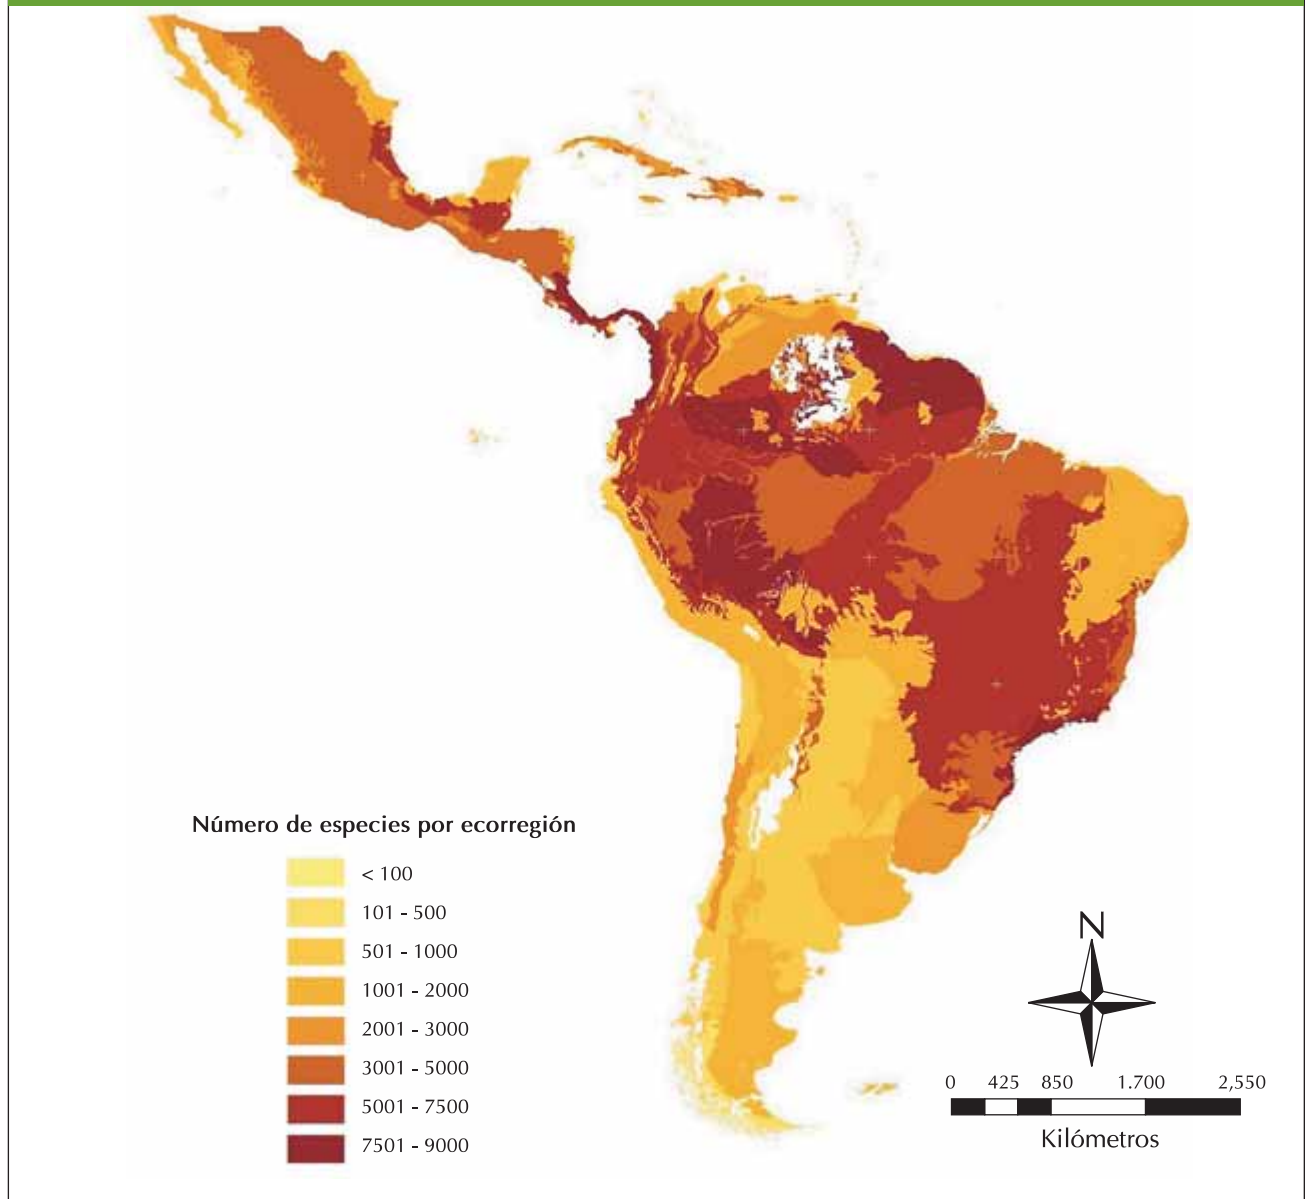 Número de especies por ecorregión
< 100
101 - 500
501 - 1000
1001 - 2000
2001 - 3000
3001 - 5000
5001 - 7500
7501 - 9000
N
0 425 850 1.700 2,550
Kilómetros